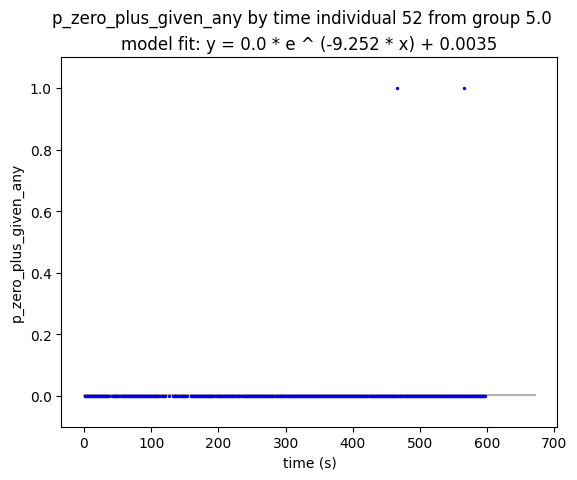 p_zero_plus_given_any by time individual 52 from group 5.0
model fit: y = 0.0 * e ^ (-9.252 * x) + 0.0035
1.0
0.8
0.6
0.4
0.2
0.0
p_zero_plus_given_any
0 100 200 300 400 500 600 700
time (s)